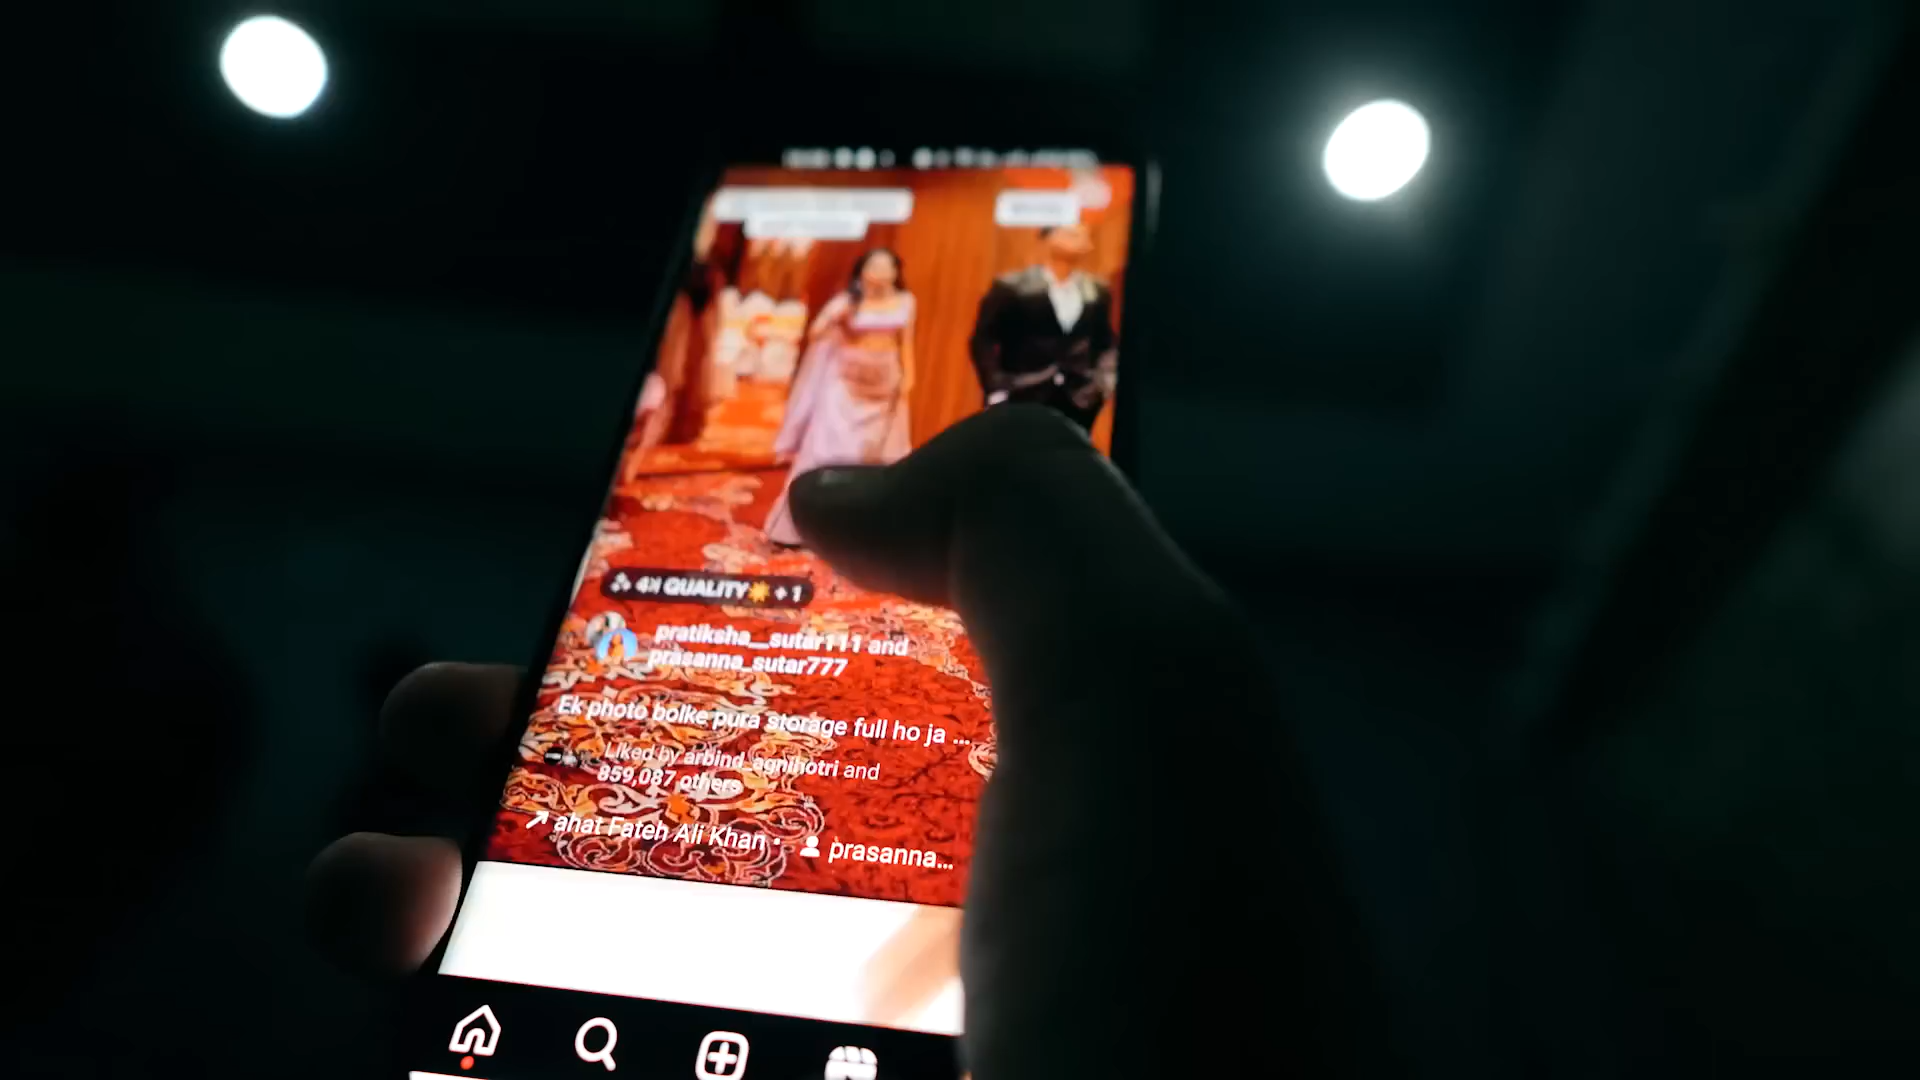 4K QUALITY☀️ + 1
pratiksha__sutar111 and
prasanna_sutar777
Ek photo bolke pura storage full ho ja ...
Liked by arbind_agnihotri and
859,087 others
ahat Fateh Ali Khan •
prasanna...